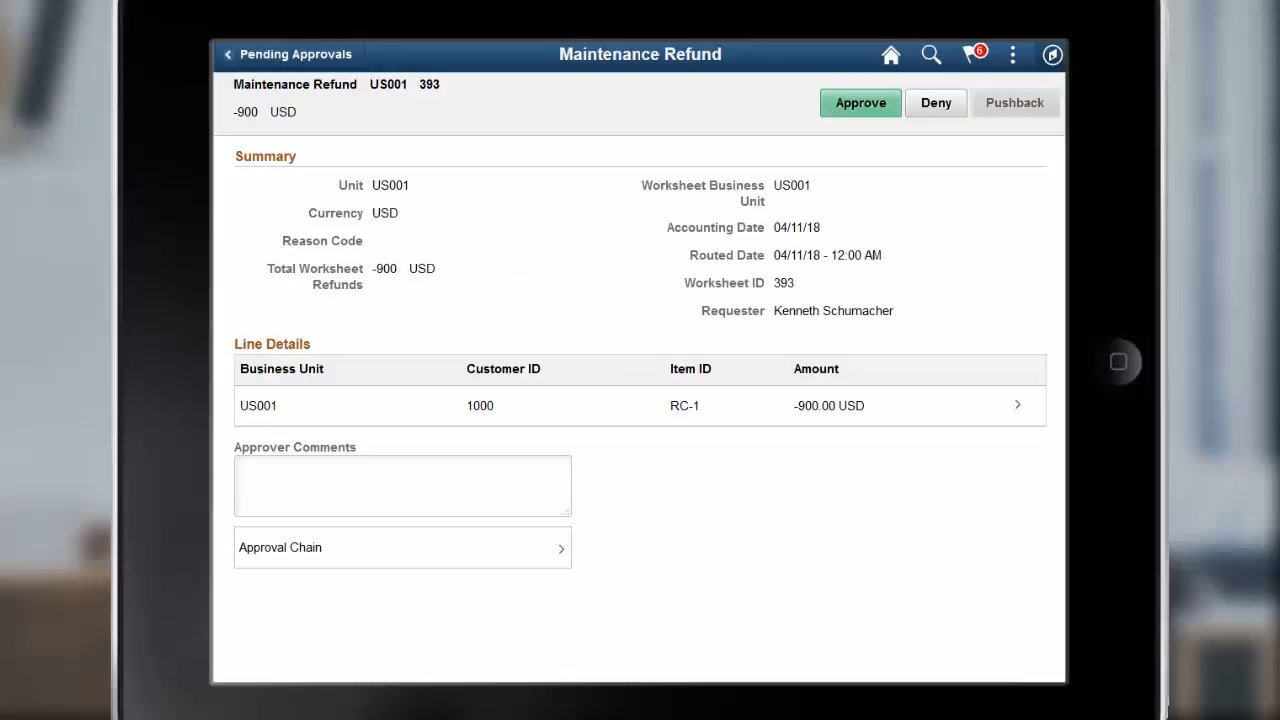 Pending Approvals
Maintenance Refund
6
Maintenance Refund US001 393
-900 USD
Approve
Deny
Pushback
Summary
Unit US001
Currency USD
Reason Code
Total Worksheet -900 USD
Refunds
Worksheet Business US001
Unit
Accounting Date 04/11/18
Routed Date 04/11/18 - 12:00 AM
Worksheet ID 393
Requester Kenneth Schumacher
Line Details
Business Unit Customer ID Item ID Amount
US001 1000 RC-1 -900.00 USD
Approver Comments
Approval Chain